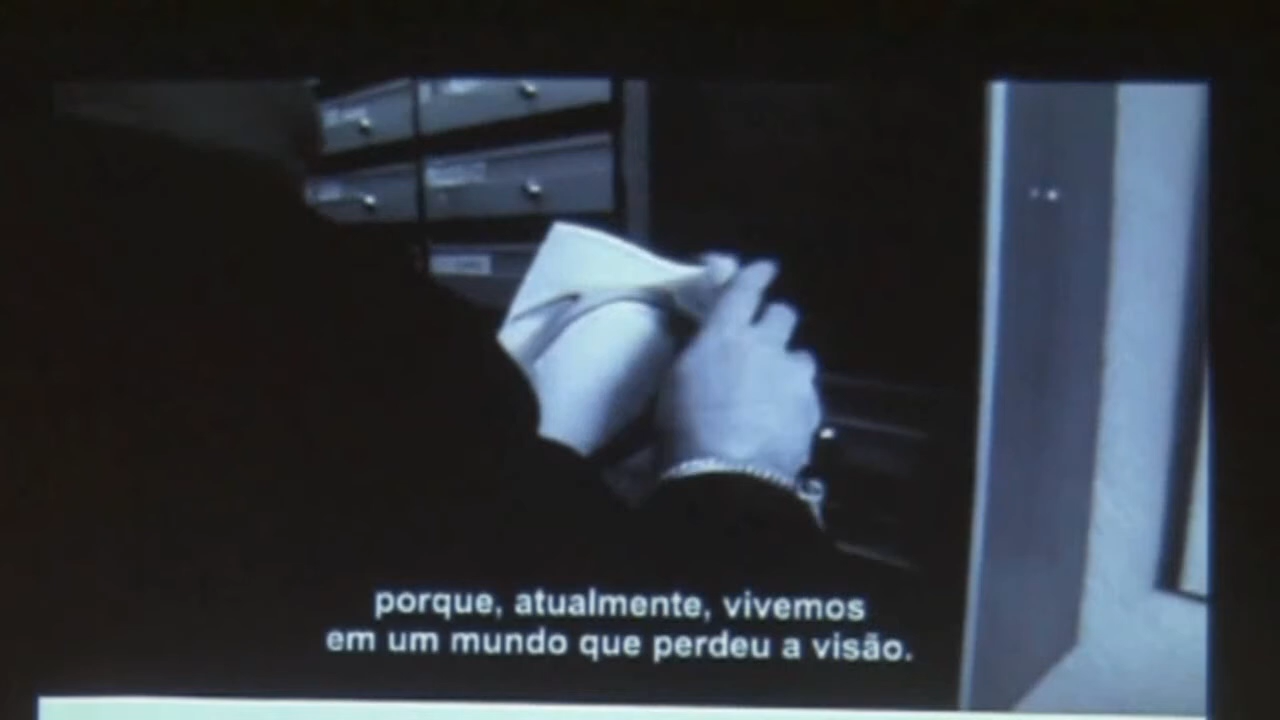 porque, atualmente, vivemos
em um mundo que perdeu a visão.